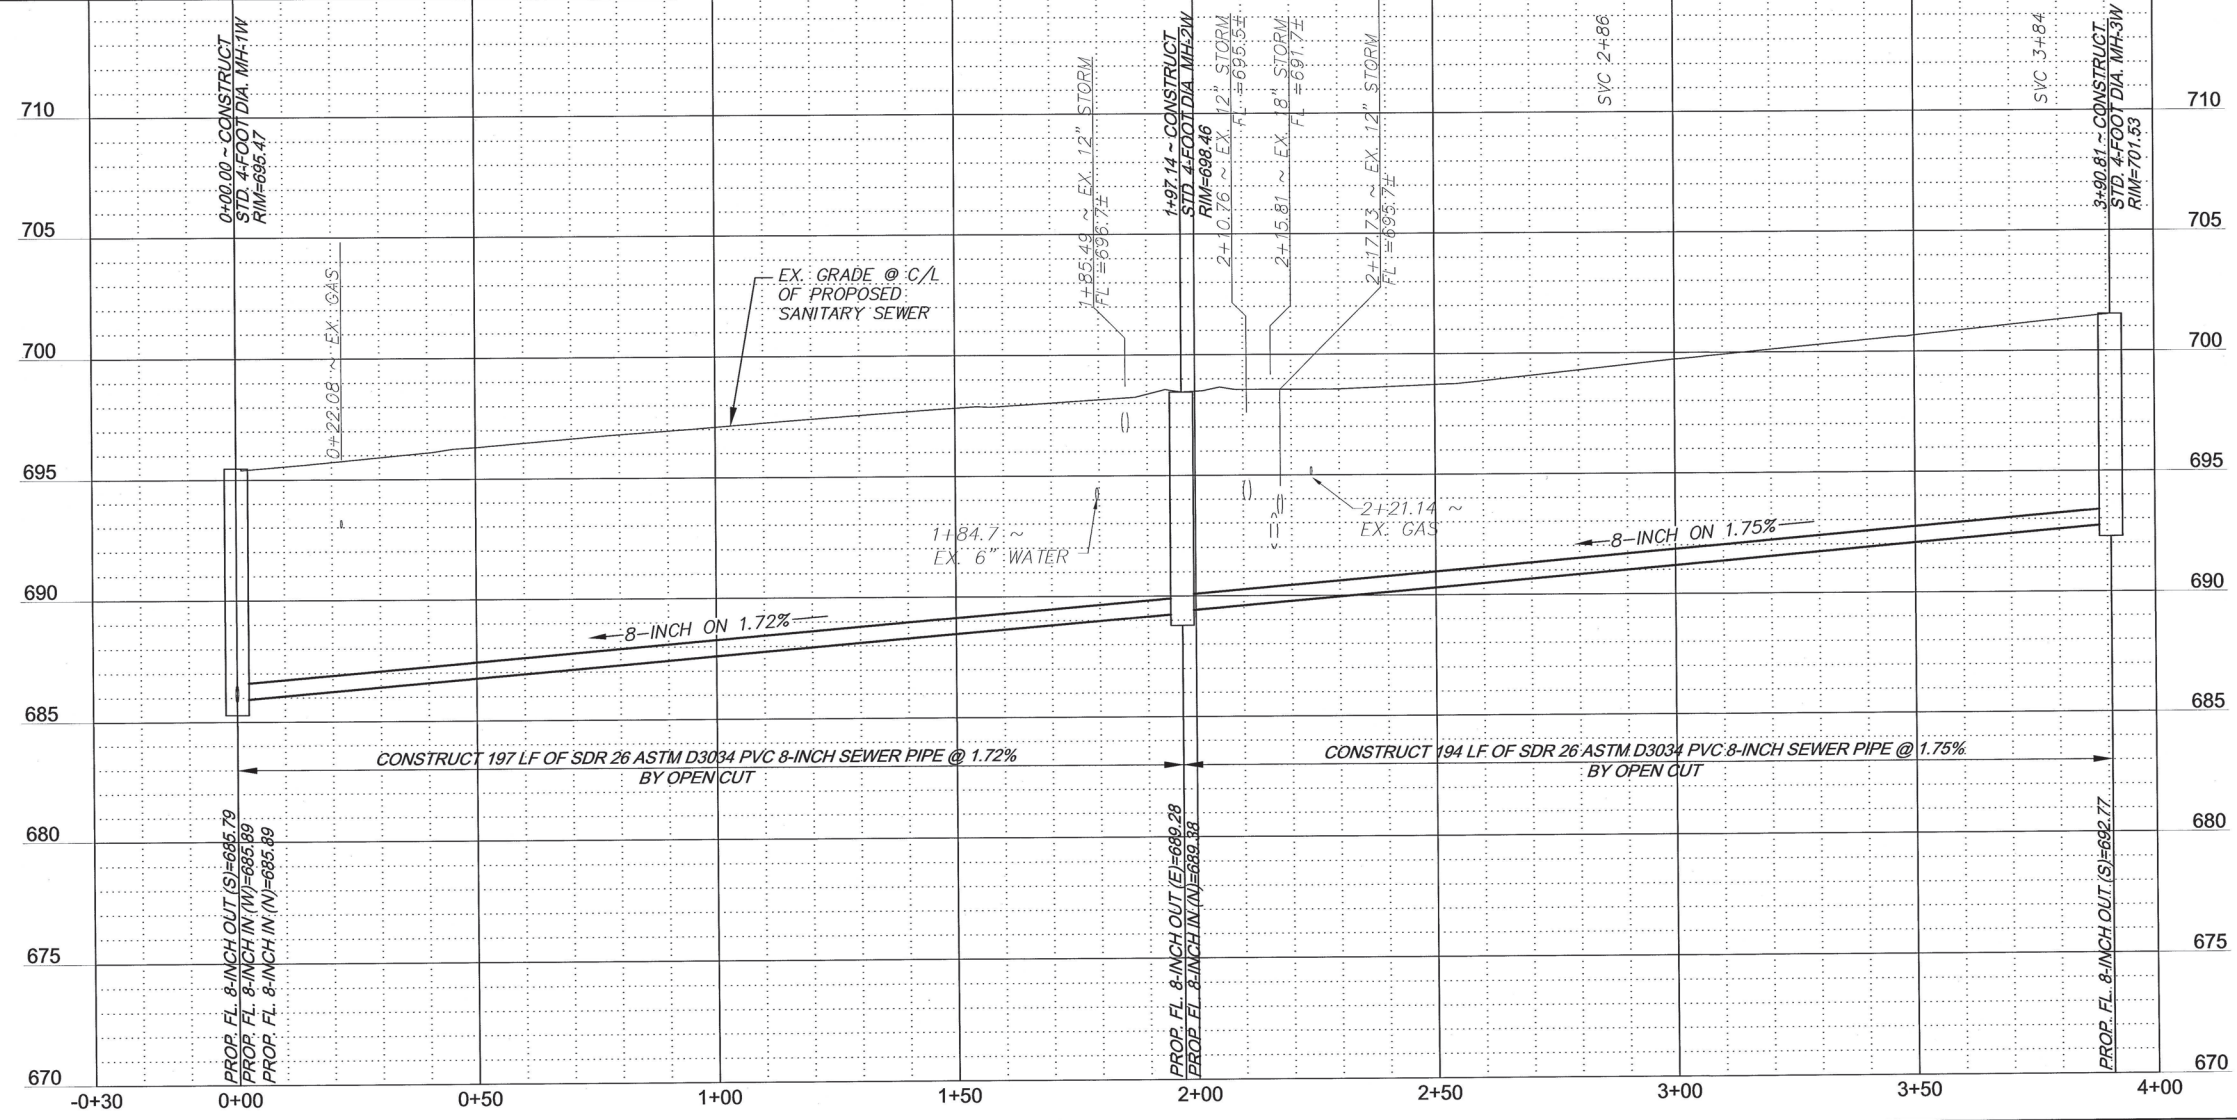 0+00.00 ~ CONSTRUCT
STD. 4-FOOT DIA. MH-1W
RIM=695.47
0+22.08 ~ EX. GAS
EX. GRADE @ C/L
OF PROPOSED
SANITARY SEWER
1+85.49 ~ EX. 12" STORM
FL =696.7±
1+97.14 ~ CONSTRUCT
STD. 4-FOOT DIA. MH-2W
RIM=698.46
2+10.76 ~ EX. 12" STORM
FL =695.5±
2+15.81 ~ EX. 18" STORM
FL =691.7±
2+17.73 ~ EX. 12" STORM
FL =695.7±
SVC 2+86
SVC 3+84
3+90.81 ~ CONSTRUCT
STD. 4-FOOT DIA. MH-3W
RIM=701.53
710
710
705
705
700
700
695
695
1+84.7 ~
EX. 6" WATER
2+21.14 ~
EX. GAS
8-INCH ON 1.75%
690
690
8-INCH ON 1.72%
685
685
CONSTRUCT 197 LF OF SDR 26 ASTM D3034 PVC 8-INCH SEWER PIPE @ 1.72%
BY OPEN CUT
CONSTRUCT 194 LF OF SDR 26 ASTM D3034 PVC 8-INCH SEWER PIPE @ 1.75%
BY OPEN CUT
680
680
675
675
670
670
PROP. FL. 8-INCH OUT (S)=685.79
PROP. FL. 8-INCH IN (W)=685.89
PROP. FL. 8-INCH IN (N)=685.89
PROP. FL. 8-INCH OUT (E)=689.28
PROP. FL. 8-INCH IN (N)=689.38
PROP. FL. 8-INCH OUT (S)=692.77
-0+30
0+00
0+50
1+00
1+50
2+00
2+50
3+00
3+50
4+00